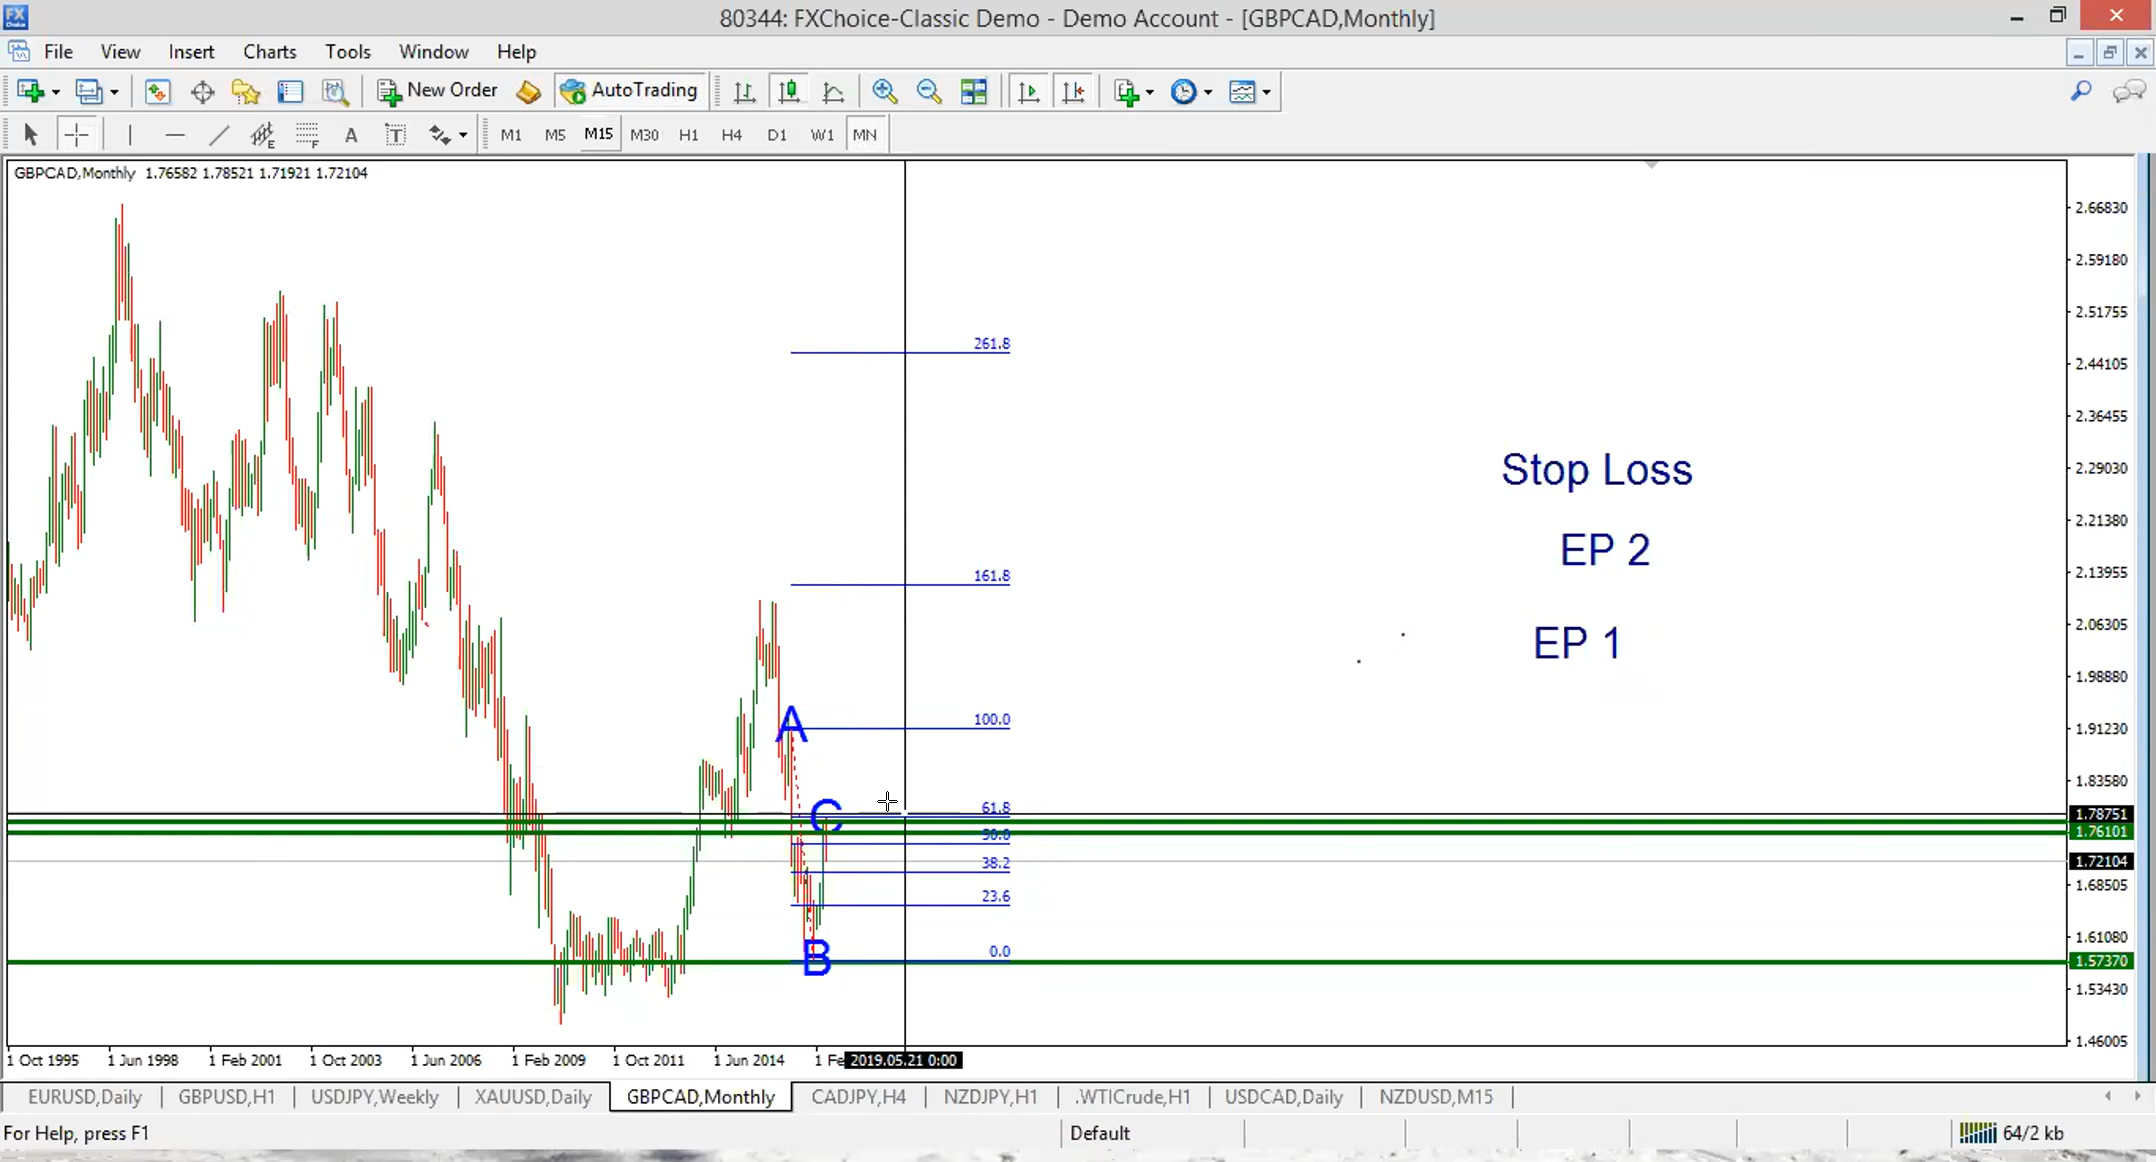 FX
Choice
80344: FXChoice-Classic Demo - Demo Account - [GBPCAD,Monthly]
File View Insert Charts Tools Window Help
New Order AutoTrading
E F A T M1 M5 M15 M30 H1 H4 D1 W1 MN
GBPCAD,Monthly 1.76582 1.78521 1.71921 1.72104
2.66830
2.59180
2.51755
261.8
2.44105
2.36455
Stop Loss
2.29030
2.21380
EP 2
161.8
2.13955
2.06305
EP 1
1.98880
A
100.0
1.91230
1.83580
C
61.8
1.78751
1.76101
38.2
1.72104
23.6
1.68505
1.61080
B
0.0
1.57370
1.53430
1.46005
1 Oct 1995 1 Jun 1998 1 Feb 2001 1 Oct 2003 1 Jun 2006 1 Feb 2009 1 Oct 2011 1 Jun 2014 1 Fe 2019.05.21 0:00
EURUSD,Daily GBPUSD,H1 USDJPY,Weekly XAUUSD,Daily GBPCAD,Monthly CADJPY,H4 NZDJPY,H1 .WTICrude,H1 USDCAD,Daily NZDUSD,M15
For Help, press F1 Default 64/2 kb